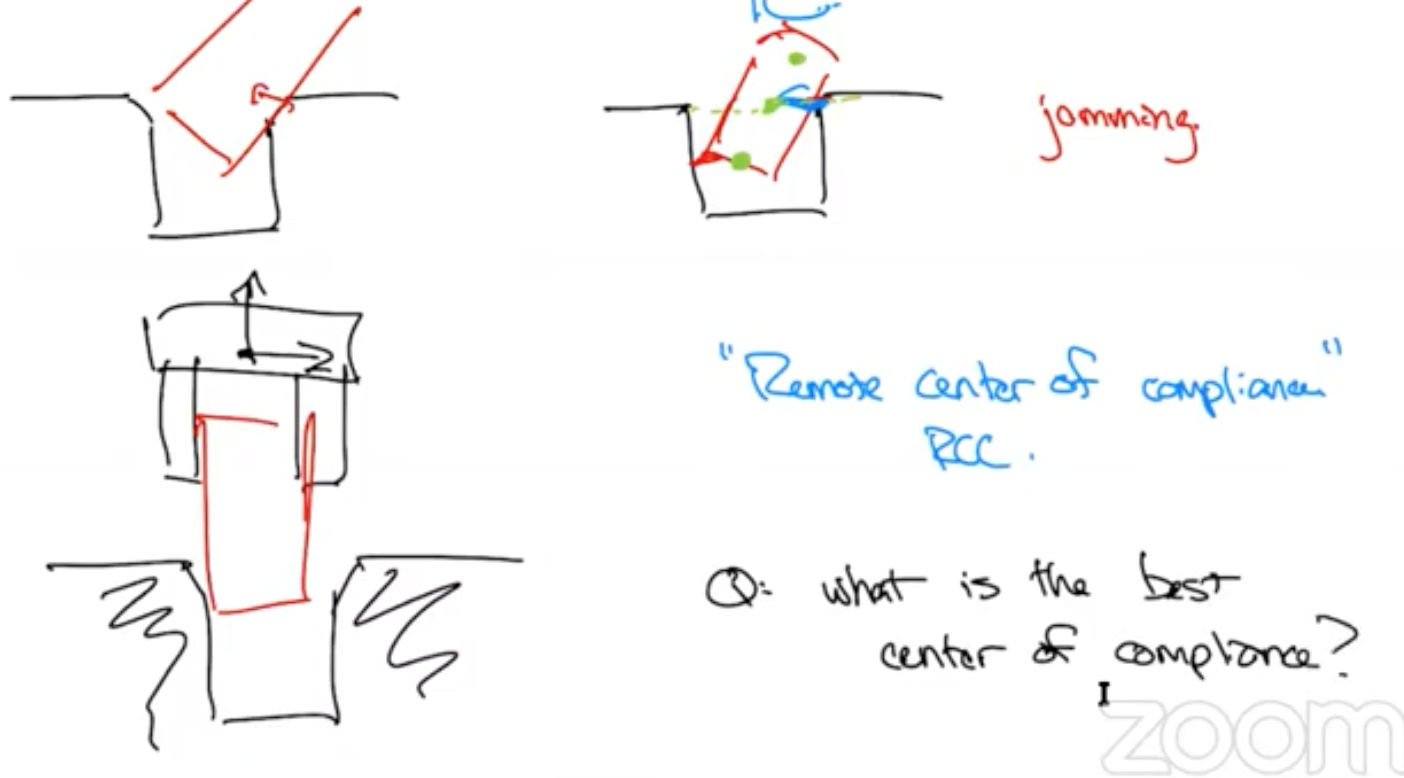 jamming.
"Remote center of compliance"
RCC.
Q: what is the best
center of compliance?
zoom